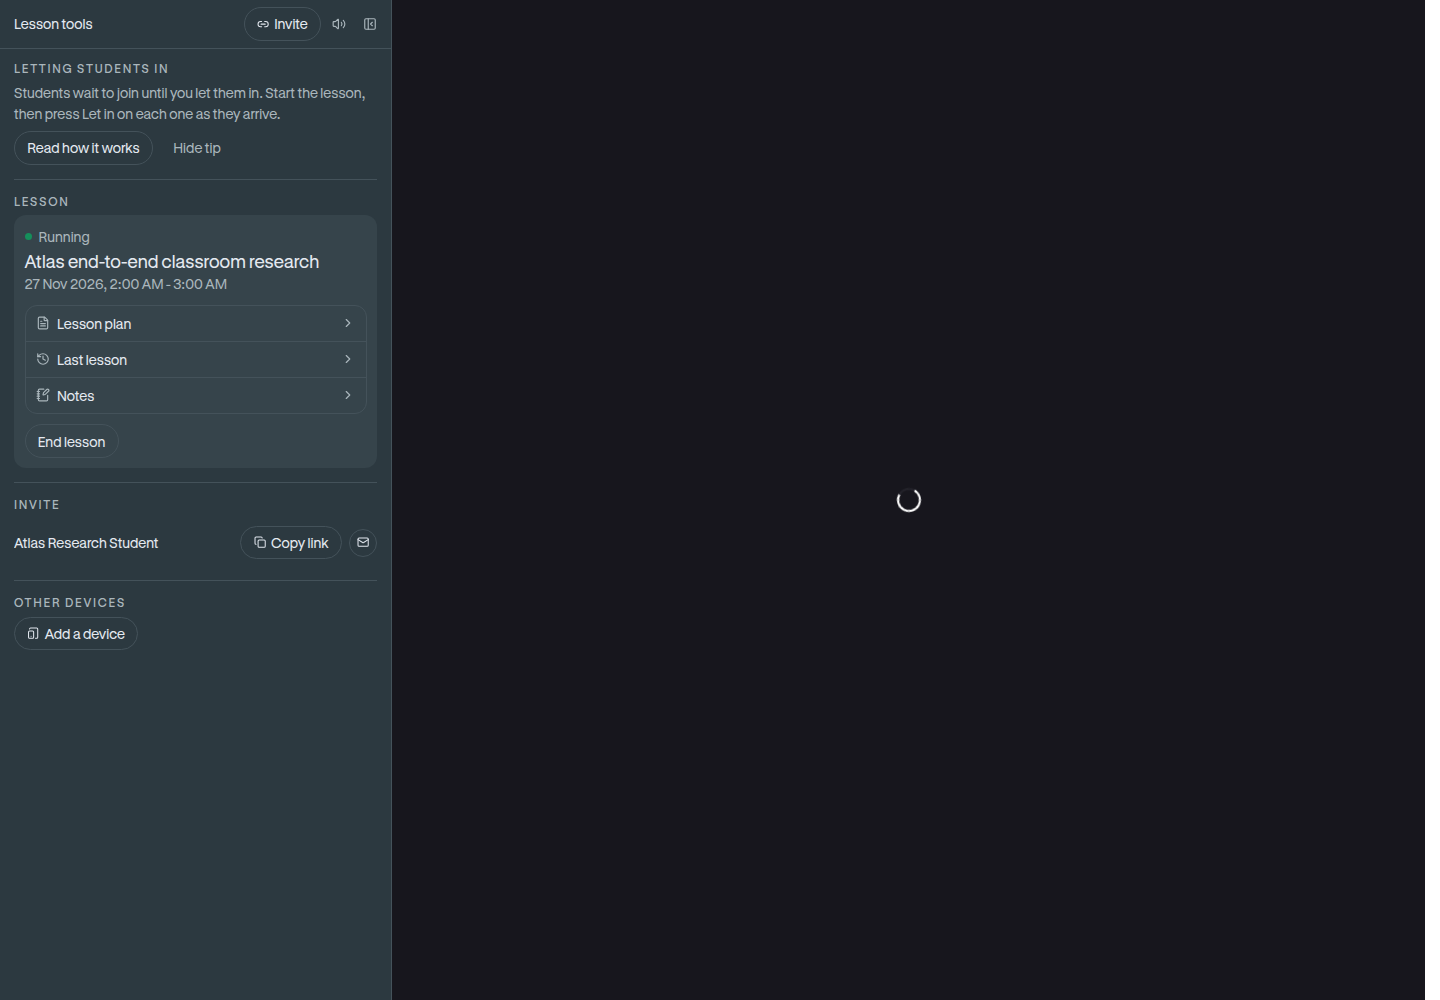 Lesson tools
Invite
LETTING STUDENTS IN
Students wait to join until you let them in. Start the lesson,
then press Let in on each one as they arrive.
Read how it works
Hide tip
LESSON
Running
Atlas end-to-end classroom research
27 Nov 2026, 2:00 AM - 3:00 AM
Lesson plan
Last lesson
Notes
End lesson
INVITE
Atlas Research Student
Copy link
OTHER DEVICES
Add a device